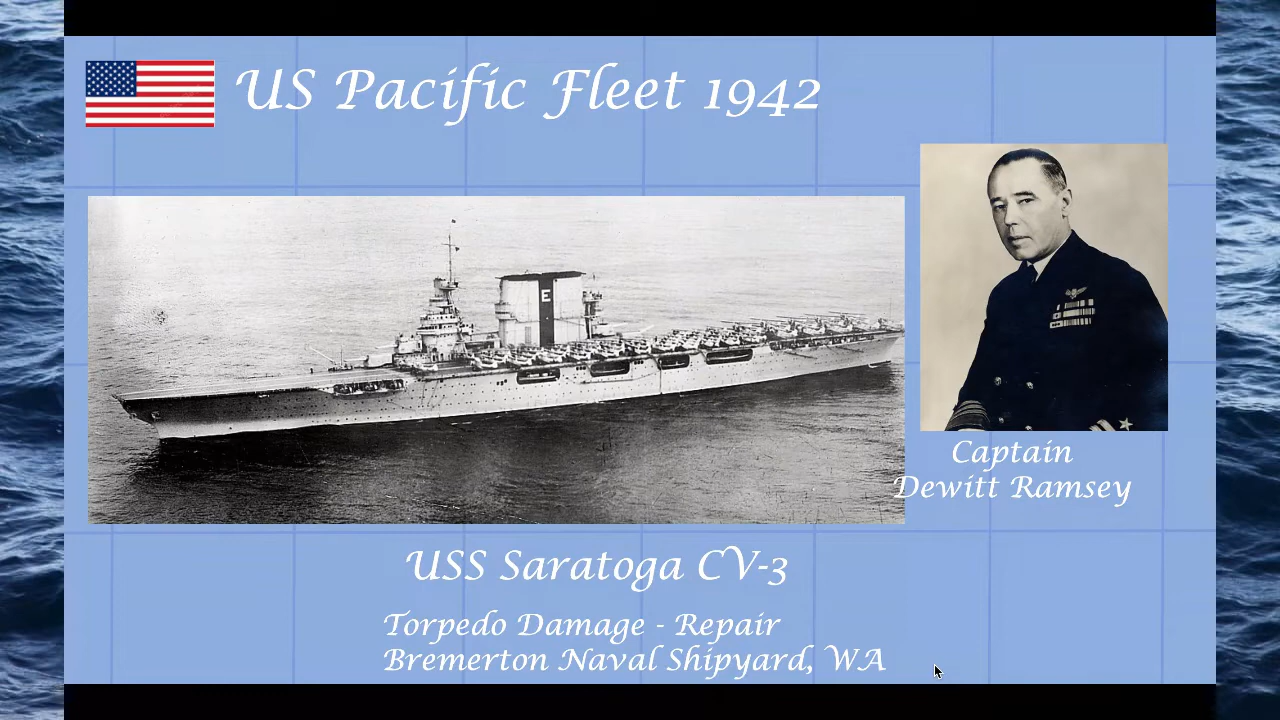 US Pacific Fleet 1942
E
Captain
Dewitt Ramsey
USS Saratoga CV-3
Torpedo Damage - Repair
Bremerton Naval Shipyard, WA